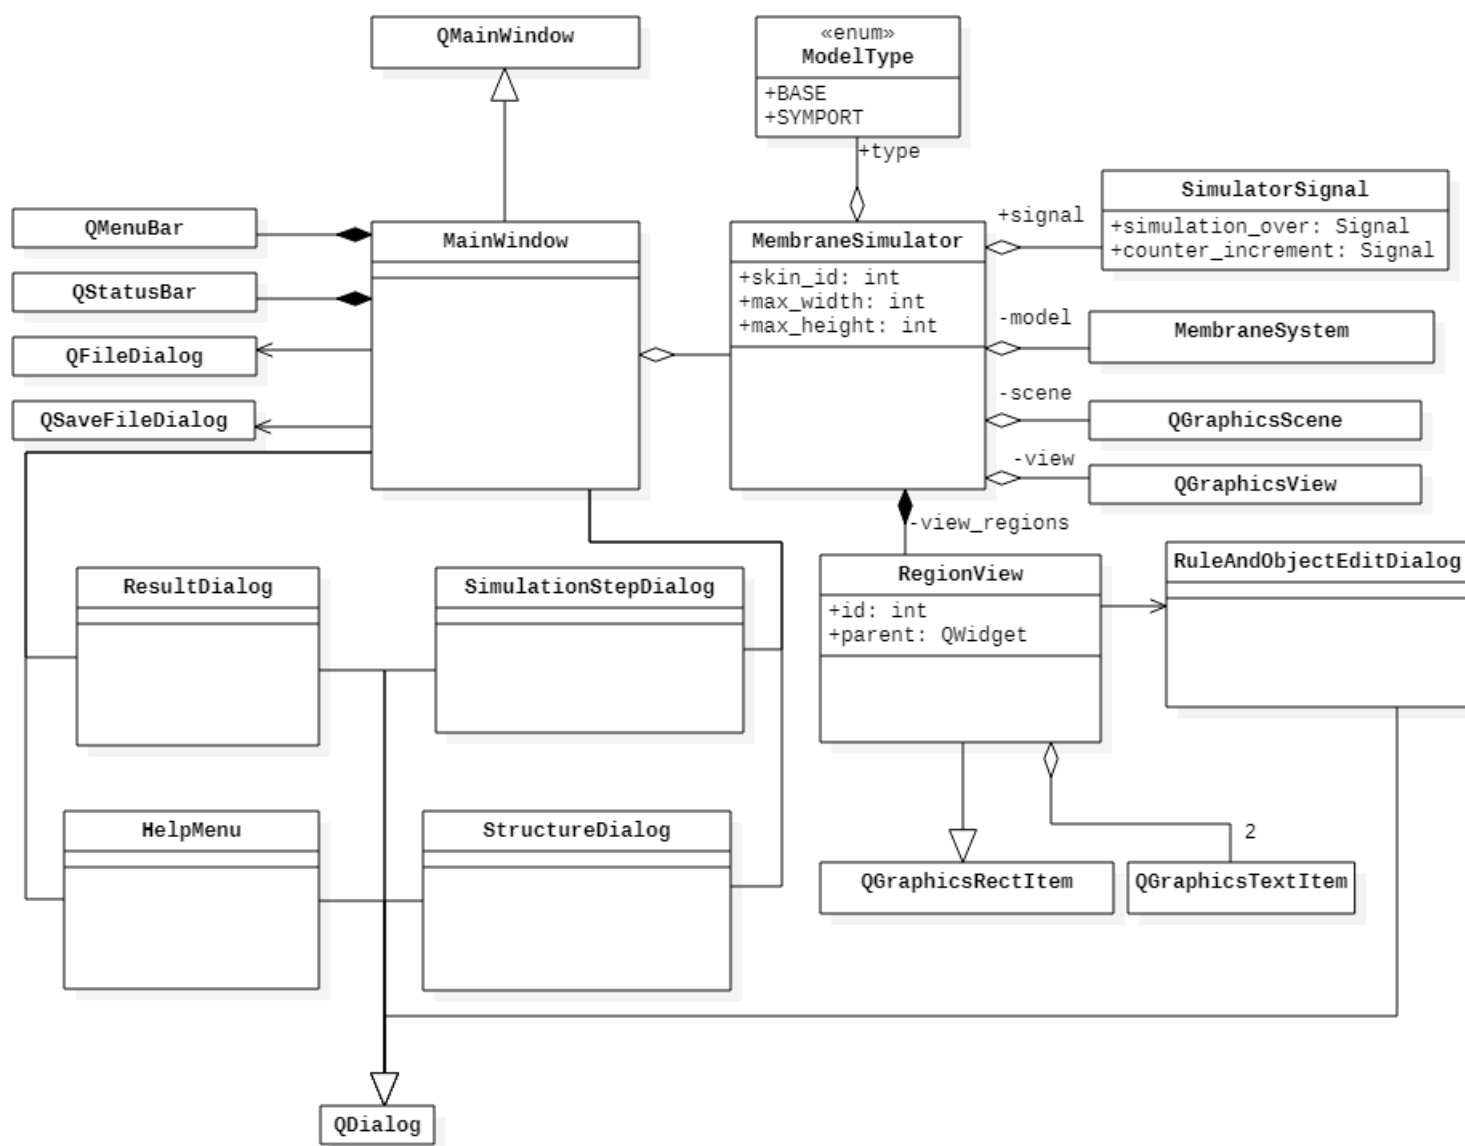 QMainWindow
«enum»
ModelType
+BASE
+SYMPORT
+type
SimulatorSignal
+simulation_over: Signal
+counter_increment: Signal
+signal
QMenuBar
MainWindow
MembraneSimulator
+skin_id: int
+max_width: int
+max_height: int
QStatusBar
-model
MembraneSystem
QFileDialog
-scene
QGraphicsScene
QSaveFileDialog
-view
QGraphicsView
-view_regions
RegionView
+id: int
+parent: QWidget
RuleAndObjectEditDialog
ResultDialog
SimulationStepDialog
HelpMenu
StructureDialog
2
QGraphicsRectItem
QGraphicsTextItem
QDialog